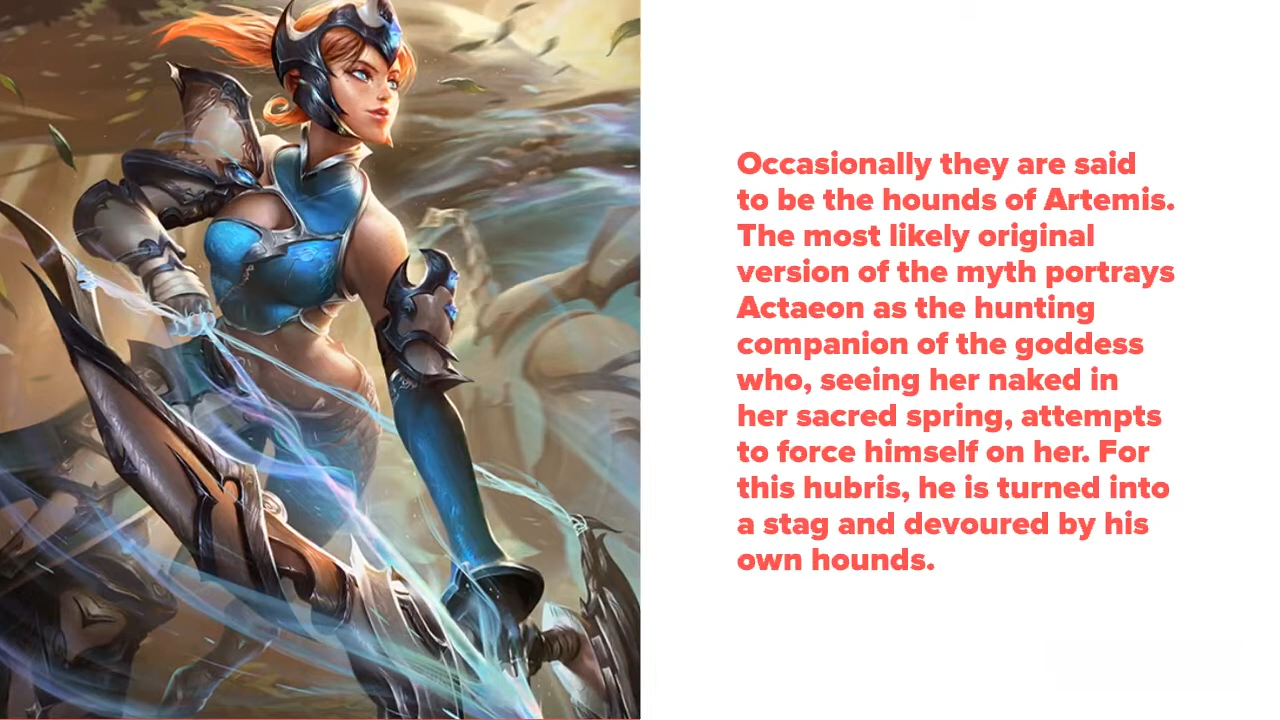 Occasionally they are said
to be the hounds of Artemis.
The most likely original
version of the myth portrays
Actaeon as the hunting
companion of the goddess
who, seeing her naked in
her sacred spring, attempts
to force himself on her. For
this hubris, he is turned into
a stag and devoured by his
own hounds.